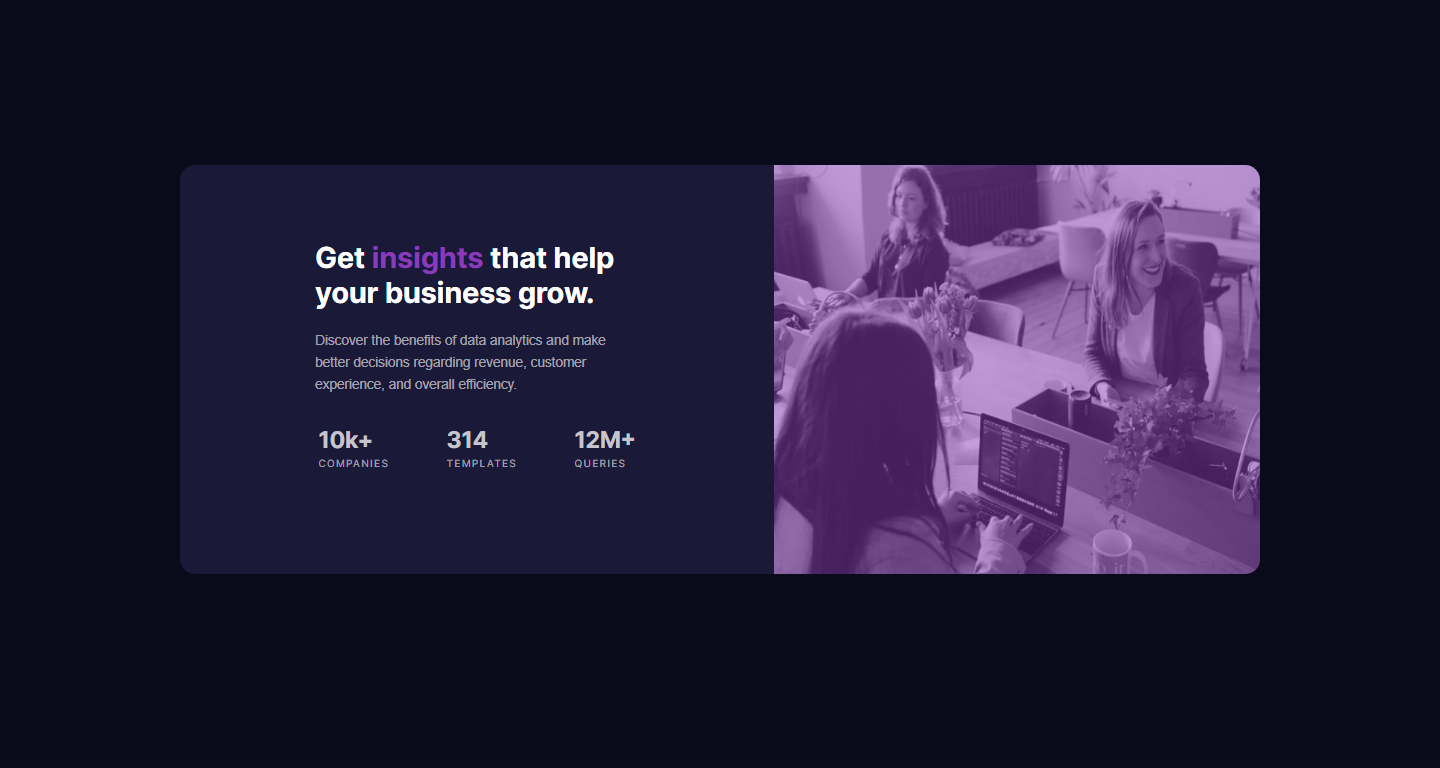 Get insights that help
your business grow.
Discover the benefits of data analytics and make
better decisions regarding revenue, customer
experience, and overall efficiency.
10k+ 314 12M+
COMPANIES TEMPLATES QUERIES